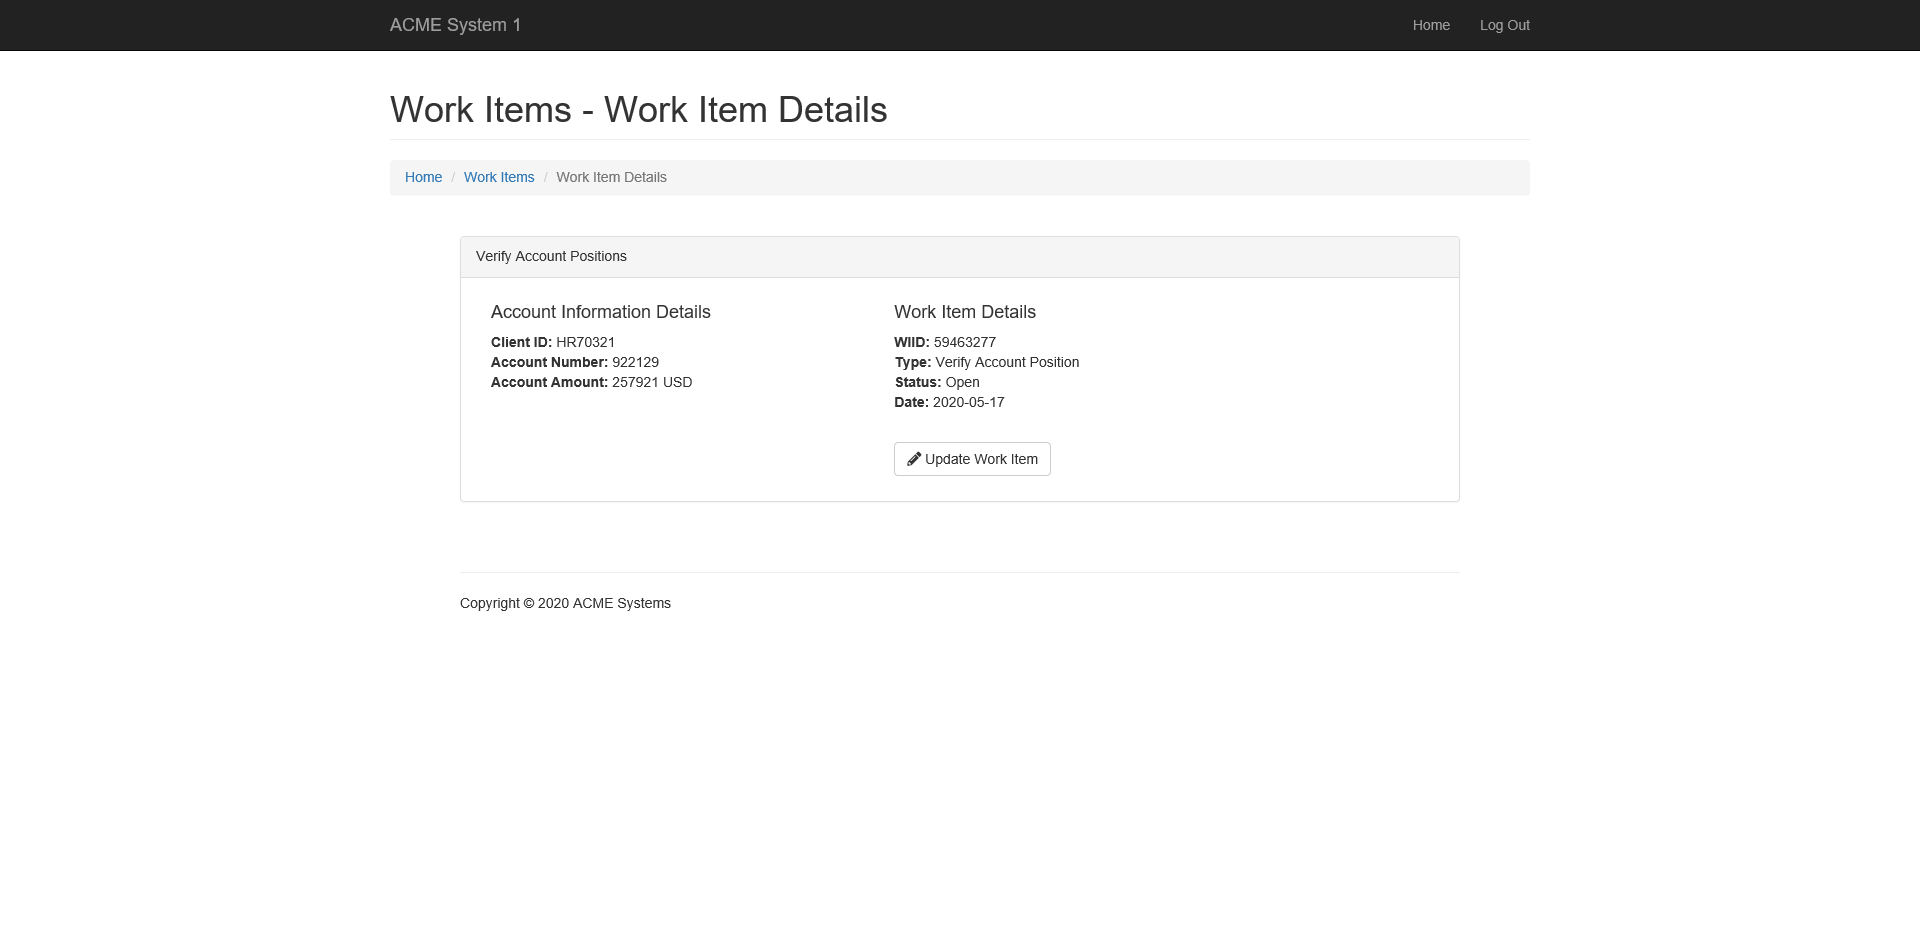 ACME System 1
Home
Log Out
Work Items - Work Item Details
Home / Work Items / Work Item Details
Verify Account Positions
Account Information Details
Client ID: HR70321
Account Number: 922129
Account Amount: 257921 USD
Work Item Details
WIID: 59463277
Type: Verify Account Position
Status: Open
Date: 2020-05-17
Update Work Item
Copyright © 2020 ACME Systems